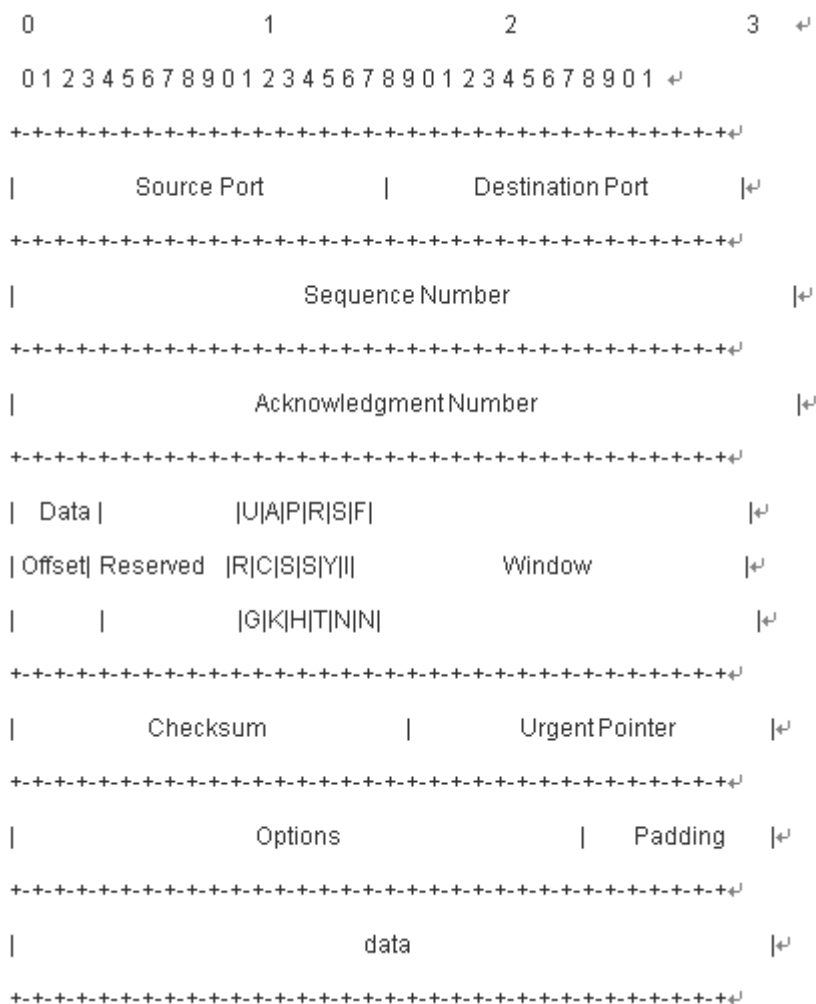 0 1 2 3 ↵
0 1 2 3 4 5 6 7 8 9 0 1 2 3 4 5 6 7 8 9 0 1 2 3 4 5 6 7 8 9 0 1 ↵
+-+-+-+-+-+-+-+-+-+-+-+-+-+-+-+-+-+-+-+-+-+-+-+-+-+-+-+-+-+-+-+-+↵
| Source Port | Destination Port |↵
+-+-+-+-+-+-+-+-+-+-+-+-+-+-+-+-+-+-+-+-+-+-+-+-+-+-+-+-+-+-+-+-+↵
| Sequence Number |↵
+-+-+-+-+-+-+-+-+-+-+-+-+-+-+-+-+-+-+-+-+-+-+-+-+-+-+-+-+-+-+-+-+↵
| Acknowledgment Number |↵
+-+-+-+-+-+-+-+-+-+-+-+-+-+-+-+-+-+-+-+-+-+-+-+-+-+-+-+-+-+-+-+-+↵
| Data | |U|A|P|R|S|F| |↵
| Offset| Reserved |R|C|S|S|Y|I| Window |↵
| | |G|K|H|T|N|N| |↵
+-+-+-+-+-+-+-+-+-+-+-+-+-+-+-+-+-+-+-+-+-+-+-+-+-+-+-+-+-+-+-+-+↵
| Checksum | Urgent Pointer |↵
+-+-+-+-+-+-+-+-+-+-+-+-+-+-+-+-+-+-+-+-+-+-+-+-+-+-+-+-+-+-+-+-+↵
| Options | Padding |↵
+-+-+-+-+-+-+-+-+-+-+-+-+-+-+-+-+-+-+-+-+-+-+-+-+-+-+-+-+-+-+-+-+↵
| data |↵
+-+-+-+-+-+-+-+-+-+-+-+-+-+-+-+-+-+-+-+-+-+-+-+-+-+-+-+-+-+-+-+-+↵